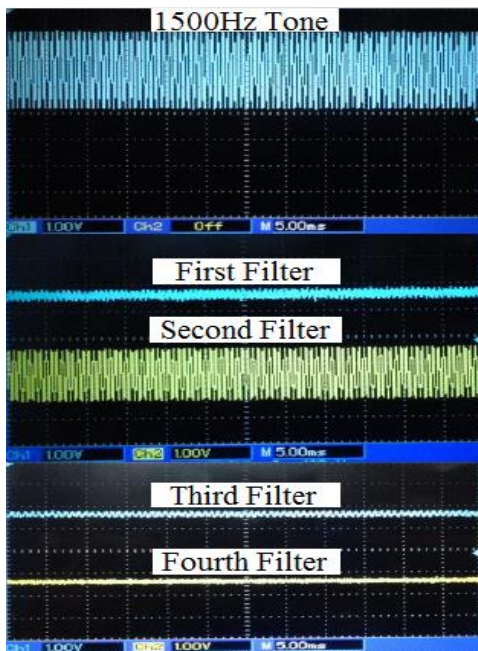 1500Hz Tone
Ch1 1.00V Ch2 Off M 5.00ms
First Filter
Second Filter
Ch1 1.00V Ch2 1.00V M 5.00ms
Third Filter
Fourth Filter
Ch1 1.00V Ch2 1.00V M 5.00ms